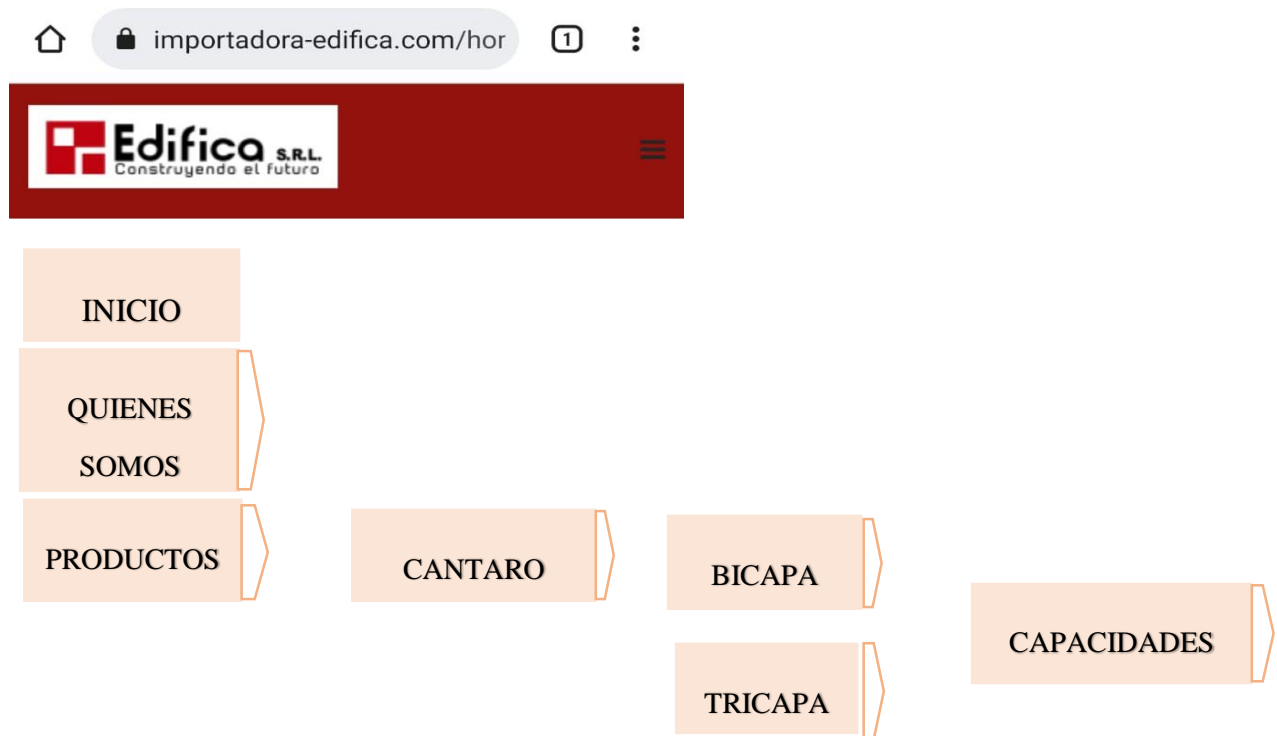 importadora-edifica.com/hor
1
Edifica S.R.L.
Construyendo el Futuro
INICIO
QUIENES
SOMOS
PRODUCTOS
CANTARO
BICAPA
CAPACIDADES
TRICAPA